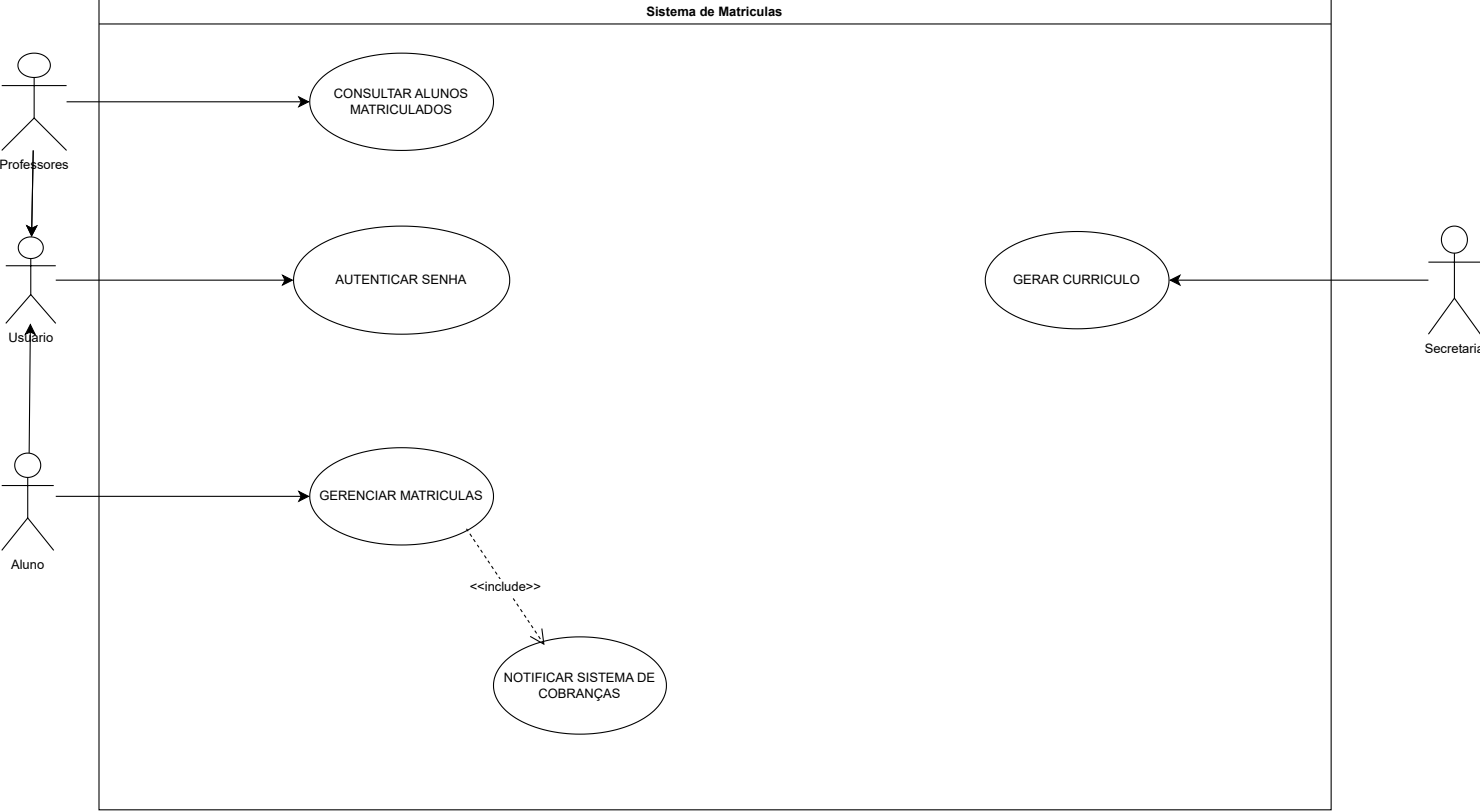 Sistema de Matriculas
CONSULTAR ALUNOS
MATRICULADOS
Professores
AUTENTICAR SENHA
GERAR CURRICULO
Usuário
Secretaria
GERENCIAR MATRICULAS
Aluno
<<include>>
NOTIFICAR SISTEMA DE
COBRANÇAS